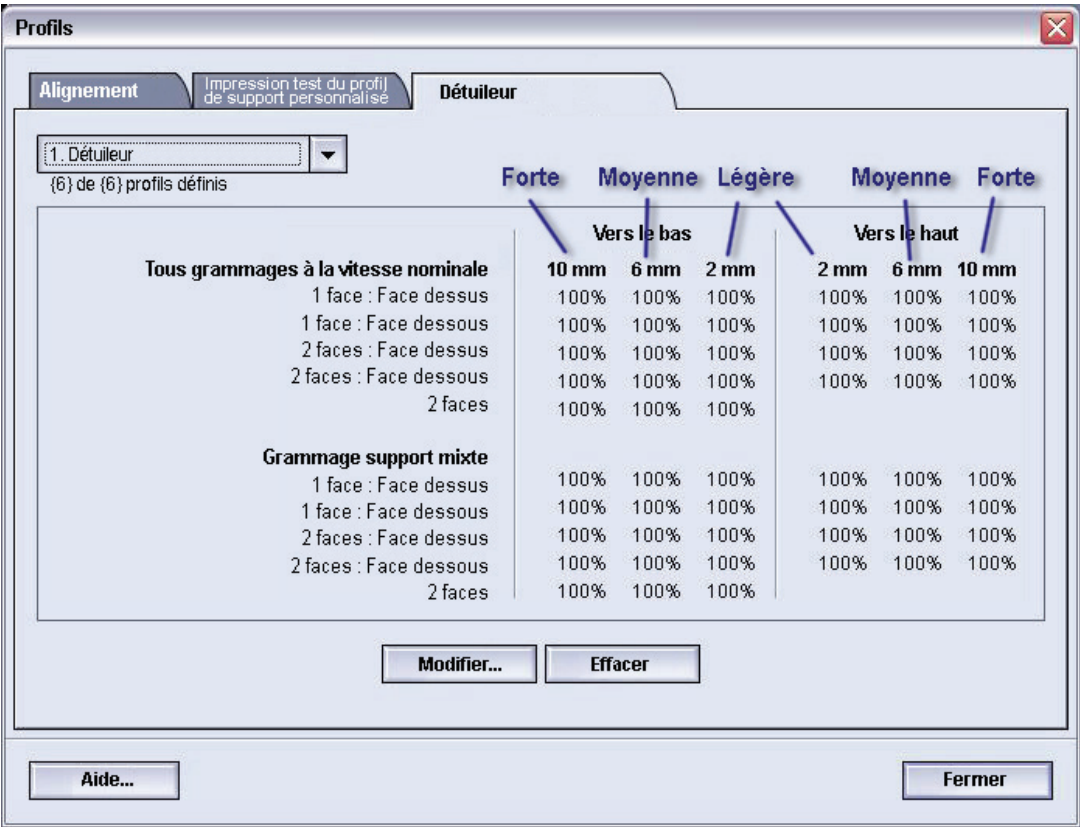 Profils
Alignement
Impression test du profil
de support personnalisé
Détuileur
1. Détuileur
{6} de {6} profils définis
Forte Moyenne Légère Moyenne Forte
Vers le bas Vers le haut
Tous grammages à la vitesse nominale 10 mm 6 mm 2 mm 2 mm 6 mm 10 mm
1 face : Face dessus 100% 100% 100% 100% 100% 100%
1 face : Face dessous 100% 100% 100% 100% 100% 100%
2 faces : Face dessus 100% 100% 100% 100% 100% 100%
2 faces : Face dessous 100% 100% 100% 100% 100% 100%
2 faces 100% 100% 100%
Grammage support mixte
1 face : Face dessus 100% 100% 100% 100% 100% 100%
1 face : Face dessous 100% 100% 100% 100% 100% 100%
2 faces : Face dessus 100% 100% 100% 100% 100% 100%
2 faces : Face dessous 100% 100% 100% 100% 100% 100%
2 faces 100% 100% 100%
Modifier... Effacer
Aide... Fermer